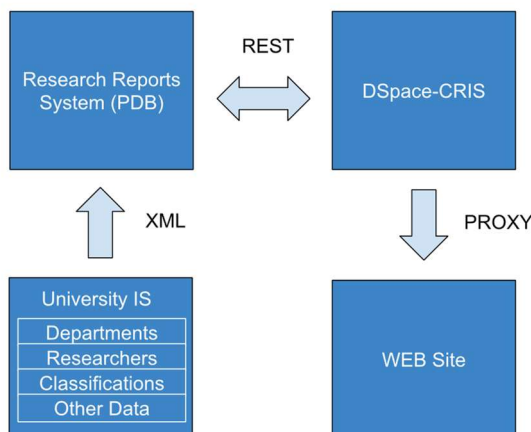 REST
Research Reports
System (PDB)
DSpace-CRIS
XML
PROXY
University IS
Departments
Researchers
Classifications
Other Data
WEB Site